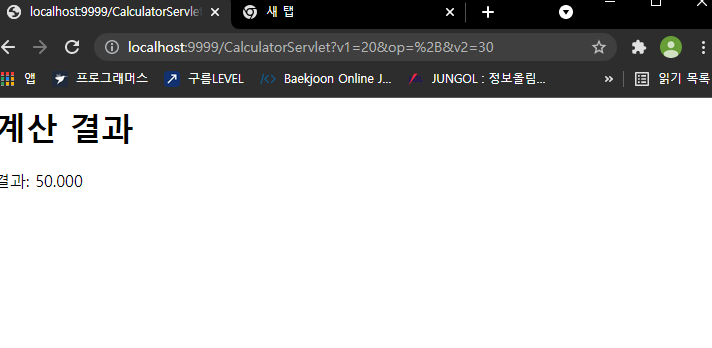 localhost:9999/CalculatorServlet
새 탭
localhost:9999/CalculatorServlet?v1=20&op=%2B&v2=30
앱 프로그래머스 구름LEVEL Baekjoon Online J... JUNGOL : 정보올림... » 읽기 목록
계산 결과
결과: 50.000